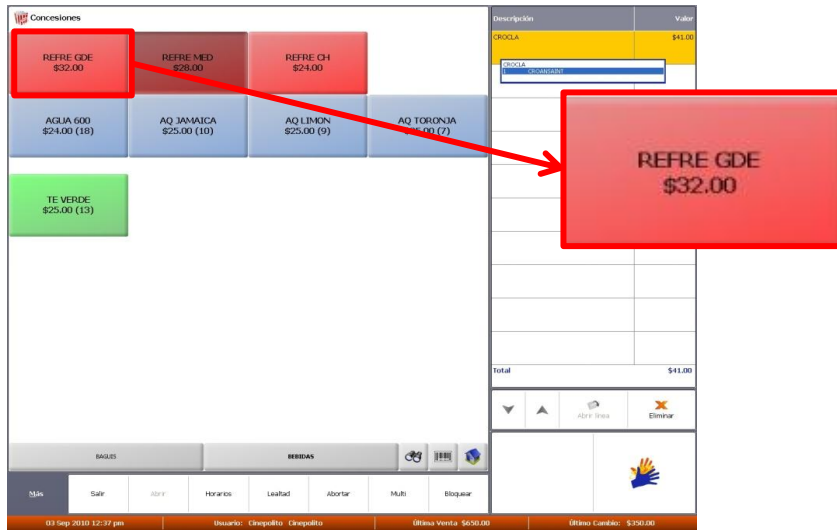 Concesiones
Descripción Valor
CROCLA $41.00
CROCLA
1 CROANSAINT
REFRE GDE
$32.00
REFRE MED
$28.00
REFRE CH
$24.00
AGUA 600
$24.00 (18)
AQ JAMAICA
$25.00 (10)
AQ LIMON
$25.00 (9)
AQ TORONJA
$25.00 (7)
REFRE GDE
$32.00
TE VERDE
$25.00 (13)
Total $41.00
Abrir línea
Eliminar
BAGUES
BEBIDAS
Más
Salir
Abrir
Horarios
Lealtad
Abortar
Multi
Bloquear
03 Sep 2010 12:37 pm
Usuario: Cinepolito Cinepolito
Última Venta $650.00
Último Cambio: $350.00